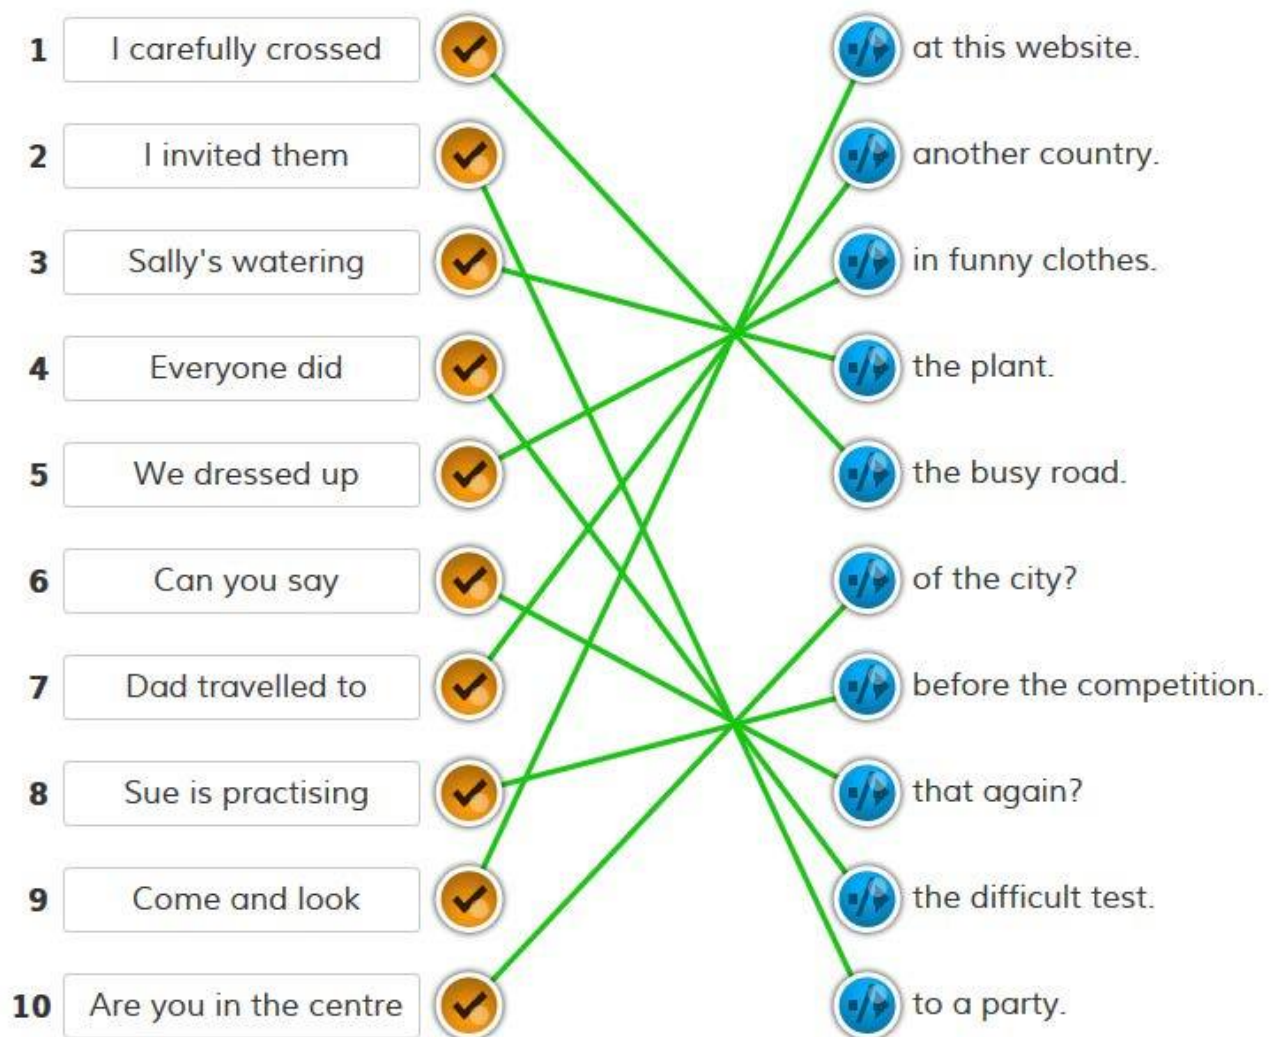 1 I carefully crossed at this website.
2 I invited them another country.
3 Sally's watering in funny clothes.
4 Everyone did the plant.
5 We dressed up the busy road.
6 Can you say of the city?
7 Dad travelled to before the competition.
8 Sue is practising that again?
9 Come and look the difficult test.
10 Are you in the centre to a party.